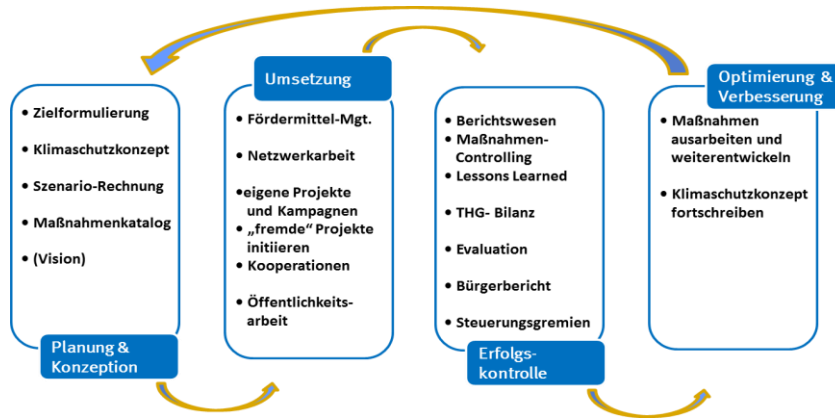 • Zielformulierung
• Klimaschutzkonzept
• Szenario-Rechnung
• Maßnahmenkatalog
• (Vision)
Planung &
Konzeption
Umsetzung
• Fördermittel-Mgt.
• Netzwerkarbeit
•eigene Projekte
und Kampagnen
• „fremde“ Projekte
initiieren
• Kooperationen
• Öffentlichkeits-
arbeit
• Berichtswesen
• Maßnahmen-
Controlling
• Lessons Learned
• THG- Bilanz
• Evaluation
• Bürgerbericht
• Steuerungsgremien
Erfolgs-
kontrolle
Optimierung &
Verbesserung
• Maßnahmen
ausarbeiten und
weiterentwickeln
• Klimaschutzkonzept
fortschreiben